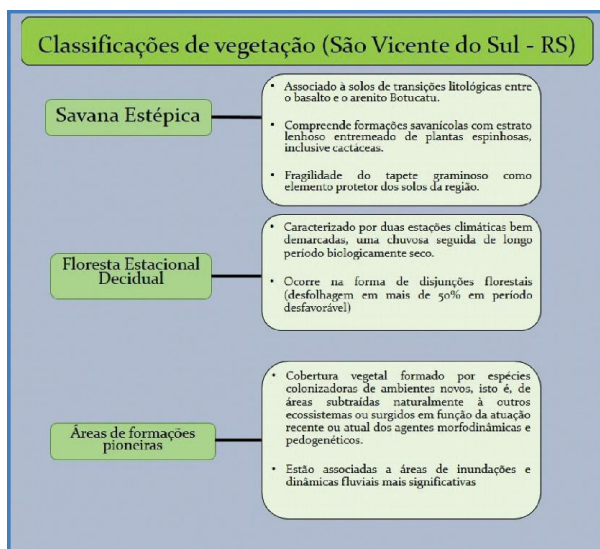 Classificações de vegetação (São Vicente do Sul - RS)
Savana Estépica
• Associado à solos de transições litológicas entre
o basalto e o arenito Botucatu.
• Compreende formações savanícolas com estrato
lenhoso entremeado de plantas espinhosas,
inclusive cactáceas.
• Fragilidade do tapete graminoso como
elemento protetor dos solos da região.
Floresta Estacional
Decidual
• Caracterizado por duas estações climáticas bem
demarcadas, uma chuvosa seguida de longo
período biologicamente seco.
• Ocorre na forma de disjunções florestais
(desfolhagem em mais de 50% em período
desfavorável)
Áreas de formações
pioneiras
• Cobertura vegetal formado por espécies
colonizadoras de ambientes novos, isto é, de
áreas subtraídas naturalmente à outros
ecossistemas ou surgidos em função da atuação
recente ou atual dos agentes morfodinâmicas e
pedogenéticos.
• Estão associadas a áreas de inundações e
dinâmicas fluviais mais significativas